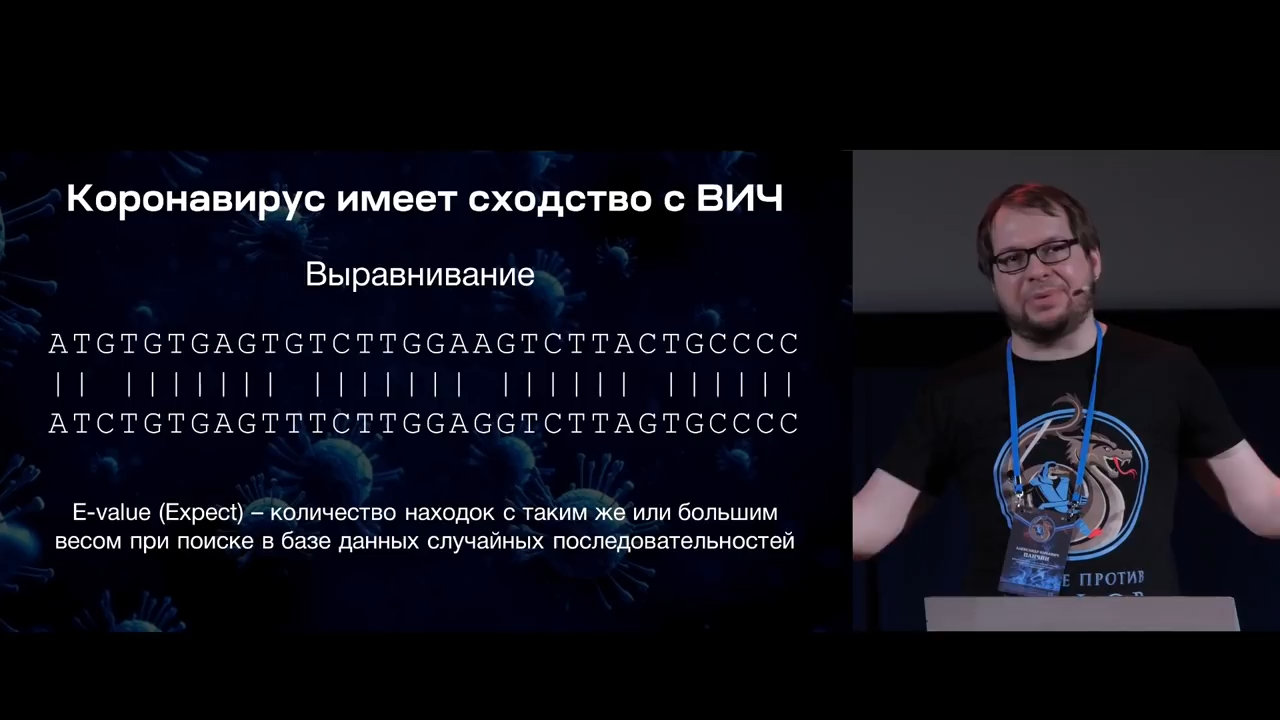 Коронавирус имеет сходство с ВИЧ
Выравнивание
ATGTGTGAGTGTCTTGGAAGTCTTACTGCCCC
|| ||||||| ||||||| |||||| ||||||
ATCTGTGAGTTTCTTGGAGGTCTTAGTGCCCC
E-value (Expect) – количество находок с таким же или большим
весом при поиске в базе данных случайных последовательностей
ПАНЧИН
Е ПРОТИВ